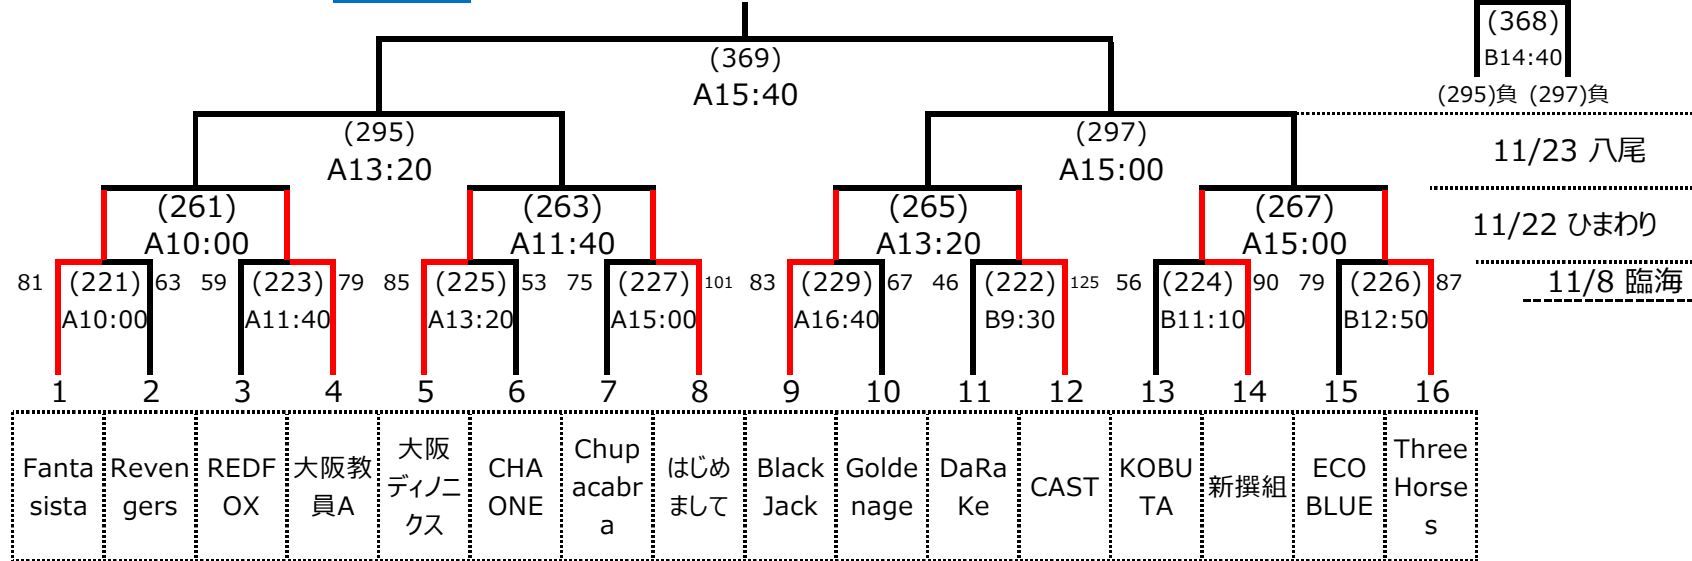 (368)
(369)
B14:40
A15:40
(295)負 (297)負
(295)
(297)
A13:20
A15:00
11/23 八尾
(261)
(263)
(265)
(267)
A10:00
A11:40
A13:20
A15:00
11/22 ひまわり
81 (221) 63 59 (223) 79 85 (225) 53 75 (227) 101 83 (229) 67 46 (222) 125 56 (224) 90 79 (226) 87
11/8 臨海
A10:00 A11:40 A13:20 A15:00 A16:40 B9:30 B11:10 B12:50
1 2 3 4 5 6 7 8 9 10 11 12 13 14 15 16
Fanta
sista
Reven
gers
REDF
OX
大阪教
員A
大阪
ディノニ
クス
CHA
ONE
Chup
acabr
a
はじめ
まして
Black
Jack
Golde
nage
DaRa
Ke
CAST
KOBU
TA
新撰組
ECO
BLUE
Three
Horse
s